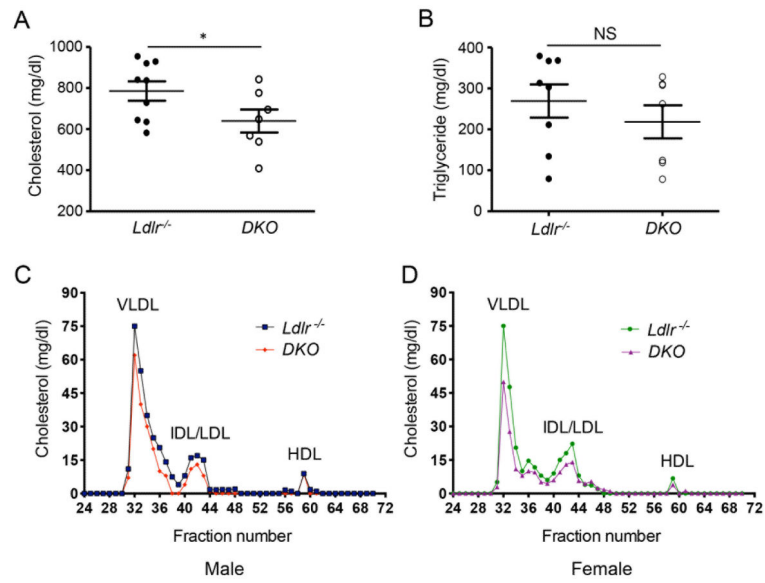 A
*
Cholesterol (mg/dl)
1000
800
600
400
200
Ldlr-/-
DKO
B
NS
Triglyceride (mg/dl)
400
300
200
100
0
Ldlr-/-
DKO
C
Cholesterol (mg/dl)
90
75
60
45
30
15
0
VLDL
IDL/LDL
HDL
Ldlr -/-
DKO
24 28 32 36 40 44 48 52 56 60 64 68 72
Fraction number
Male
D
Cholesterol (mg/dl)
90
75
60
45
30
15
0
VLDL
IDL/LDL
HDL
Ldlr -/-
DKO
24 28 32 36 40 44 48 52 56 60 64 68 72
Fraction number
Female